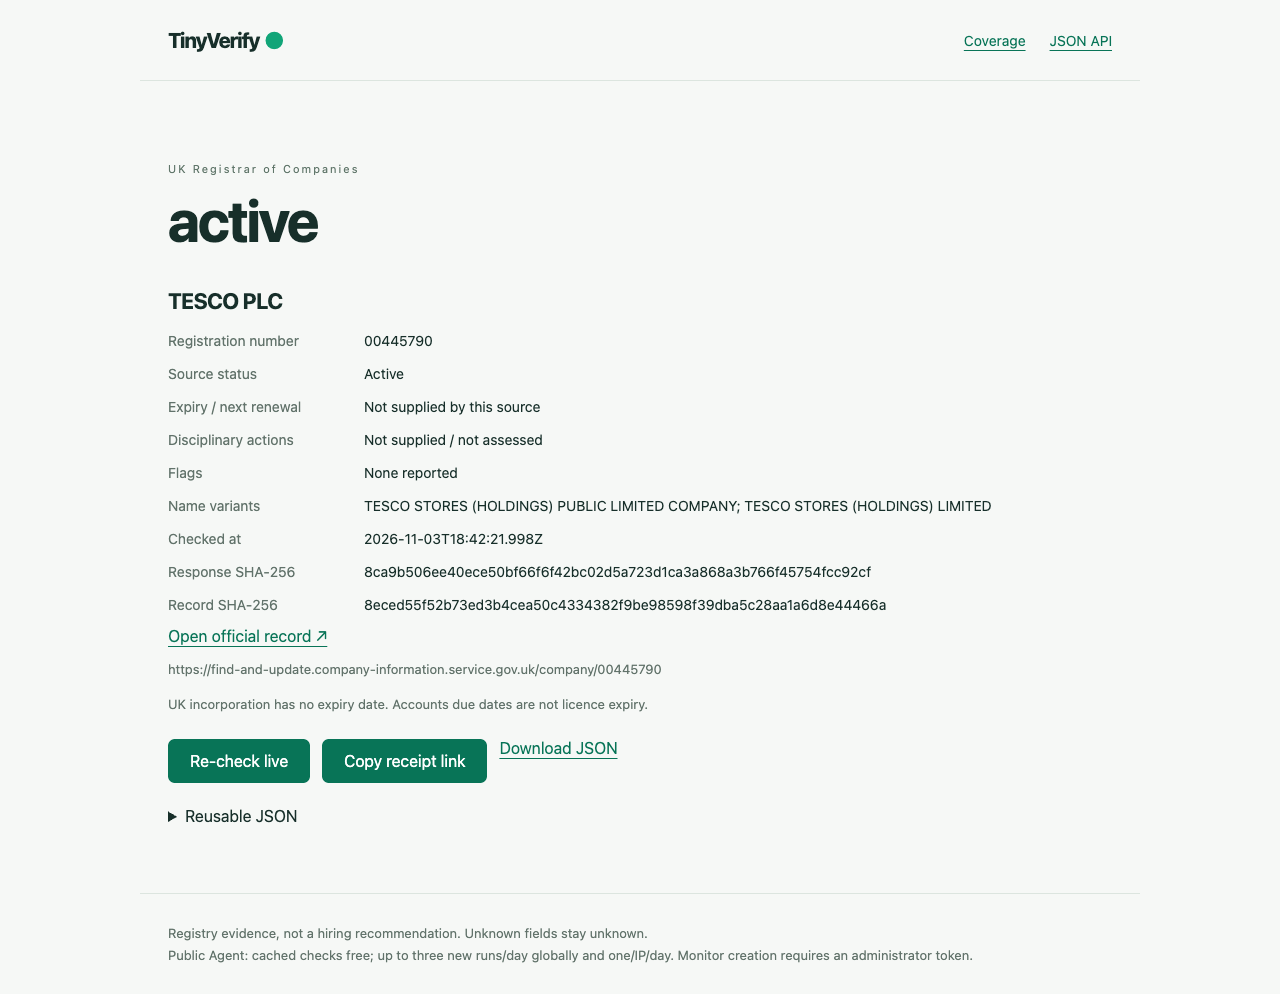 TinyVerify
Coverage
JSON API
UK Registrar of Companies
active
TESCO PLC
Registration number 00445790
Source status Active
Expiry / next renewal Not supplied by this source
Disciplinary actions Not supplied / not assessed
Flags None reported
Name variants TESCO STORES (HOLDINGS) PUBLIC LIMITED COMPANY; TESCO STORES (HOLDINGS) LIMITED
Checked at 2026-11-03T18:42:21.998Z
Response SHA-256 8ca9b506ee40ece50bf66f6f42bc02d5a723d1ca3a868a3b766f45754fcc92cf
Record SHA-256 8eced55f52b73ed3b4cea50c4334382f9be98598f39dba5c28aa1a6d8e44466a
Open official record ↗
https://find-and-update.company-information.service.gov.uk/company/00445790
UK incorporation has no expiry date. Accounts due dates are not licence expiry.
Re-check live
Copy receipt link
Download JSON
▶ Reusable JSON
Registry evidence, not a hiring recommendation. Unknown fields stay unknown.
Public Agent: cached checks free; up to three new runs/day globally and one/IP/day. Monitor creation requires an administrator token.